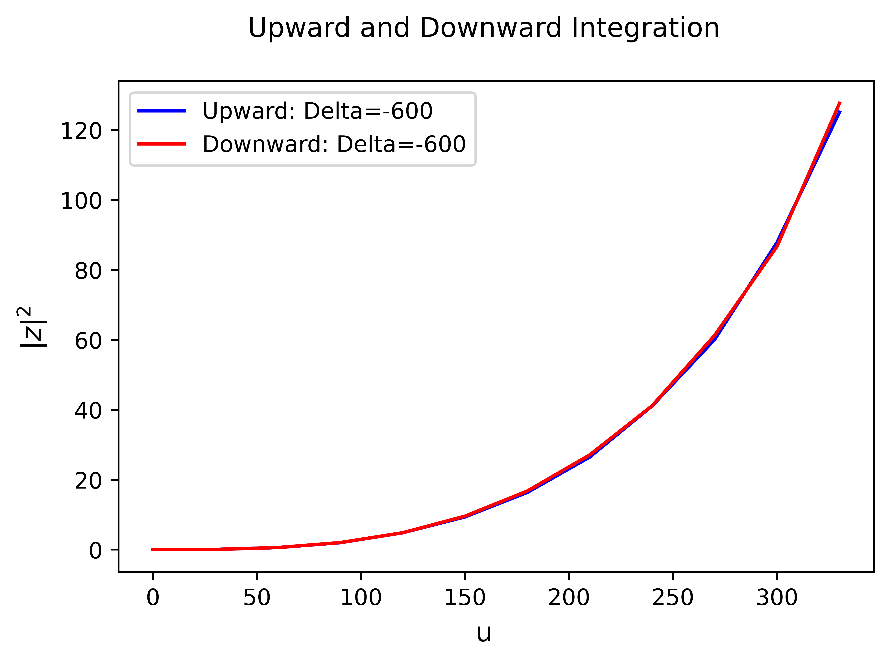 Upward and Downward Integration
Upward: Delta=-600
Downward: Delta=-600
|z|²
120
100
80
60
40
20
0
0 50 100 150 200 250 300
u